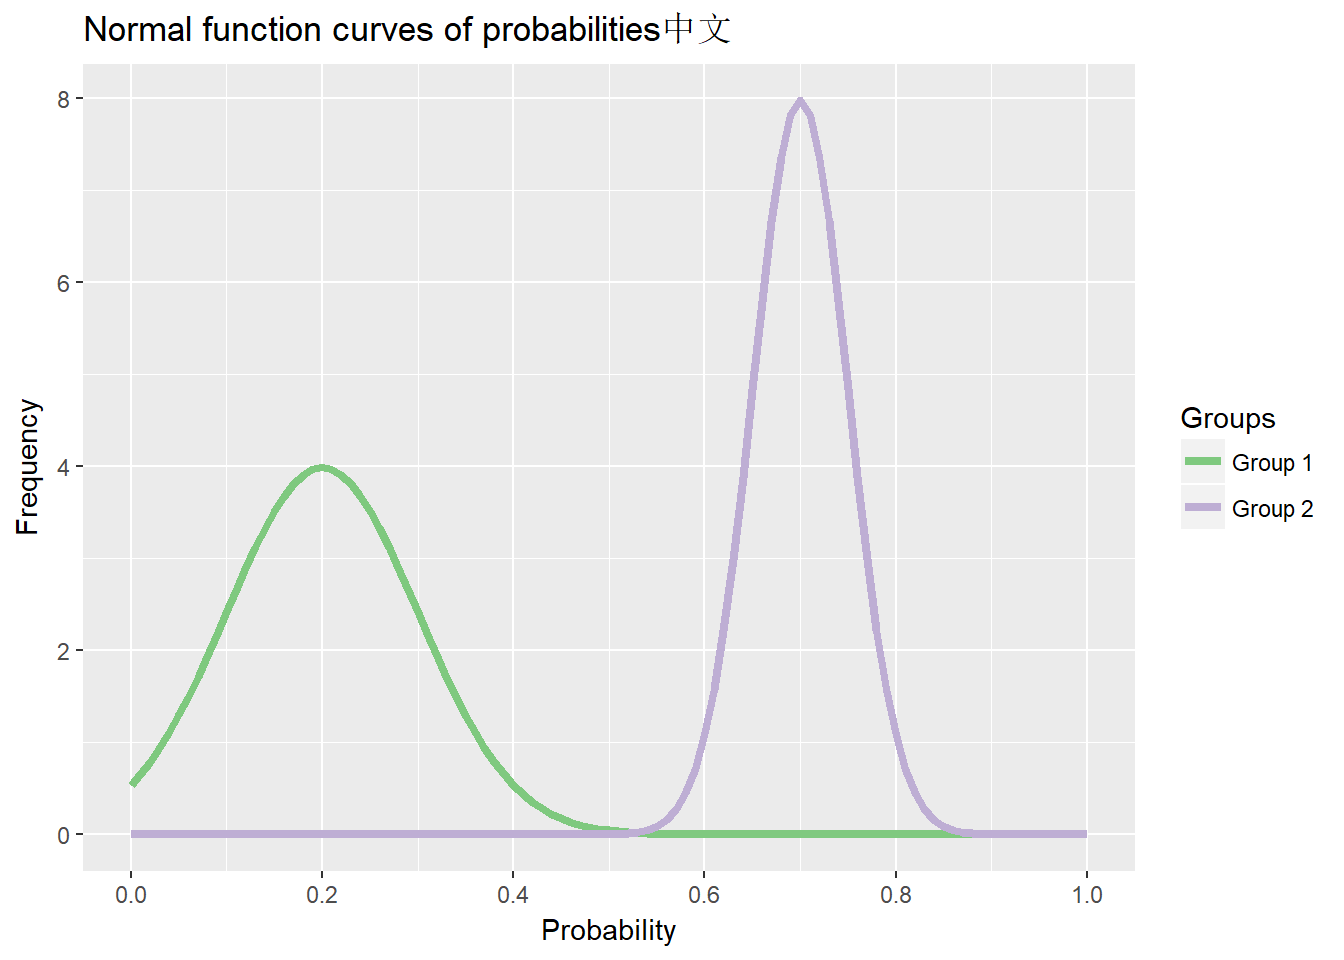 Normal function curves of probabilities中文
8
6
4
2
0
Frequency
0.0 0.2 0.4 0.6 0.8 1.0
Probability
Groups
Group 1
Group 2